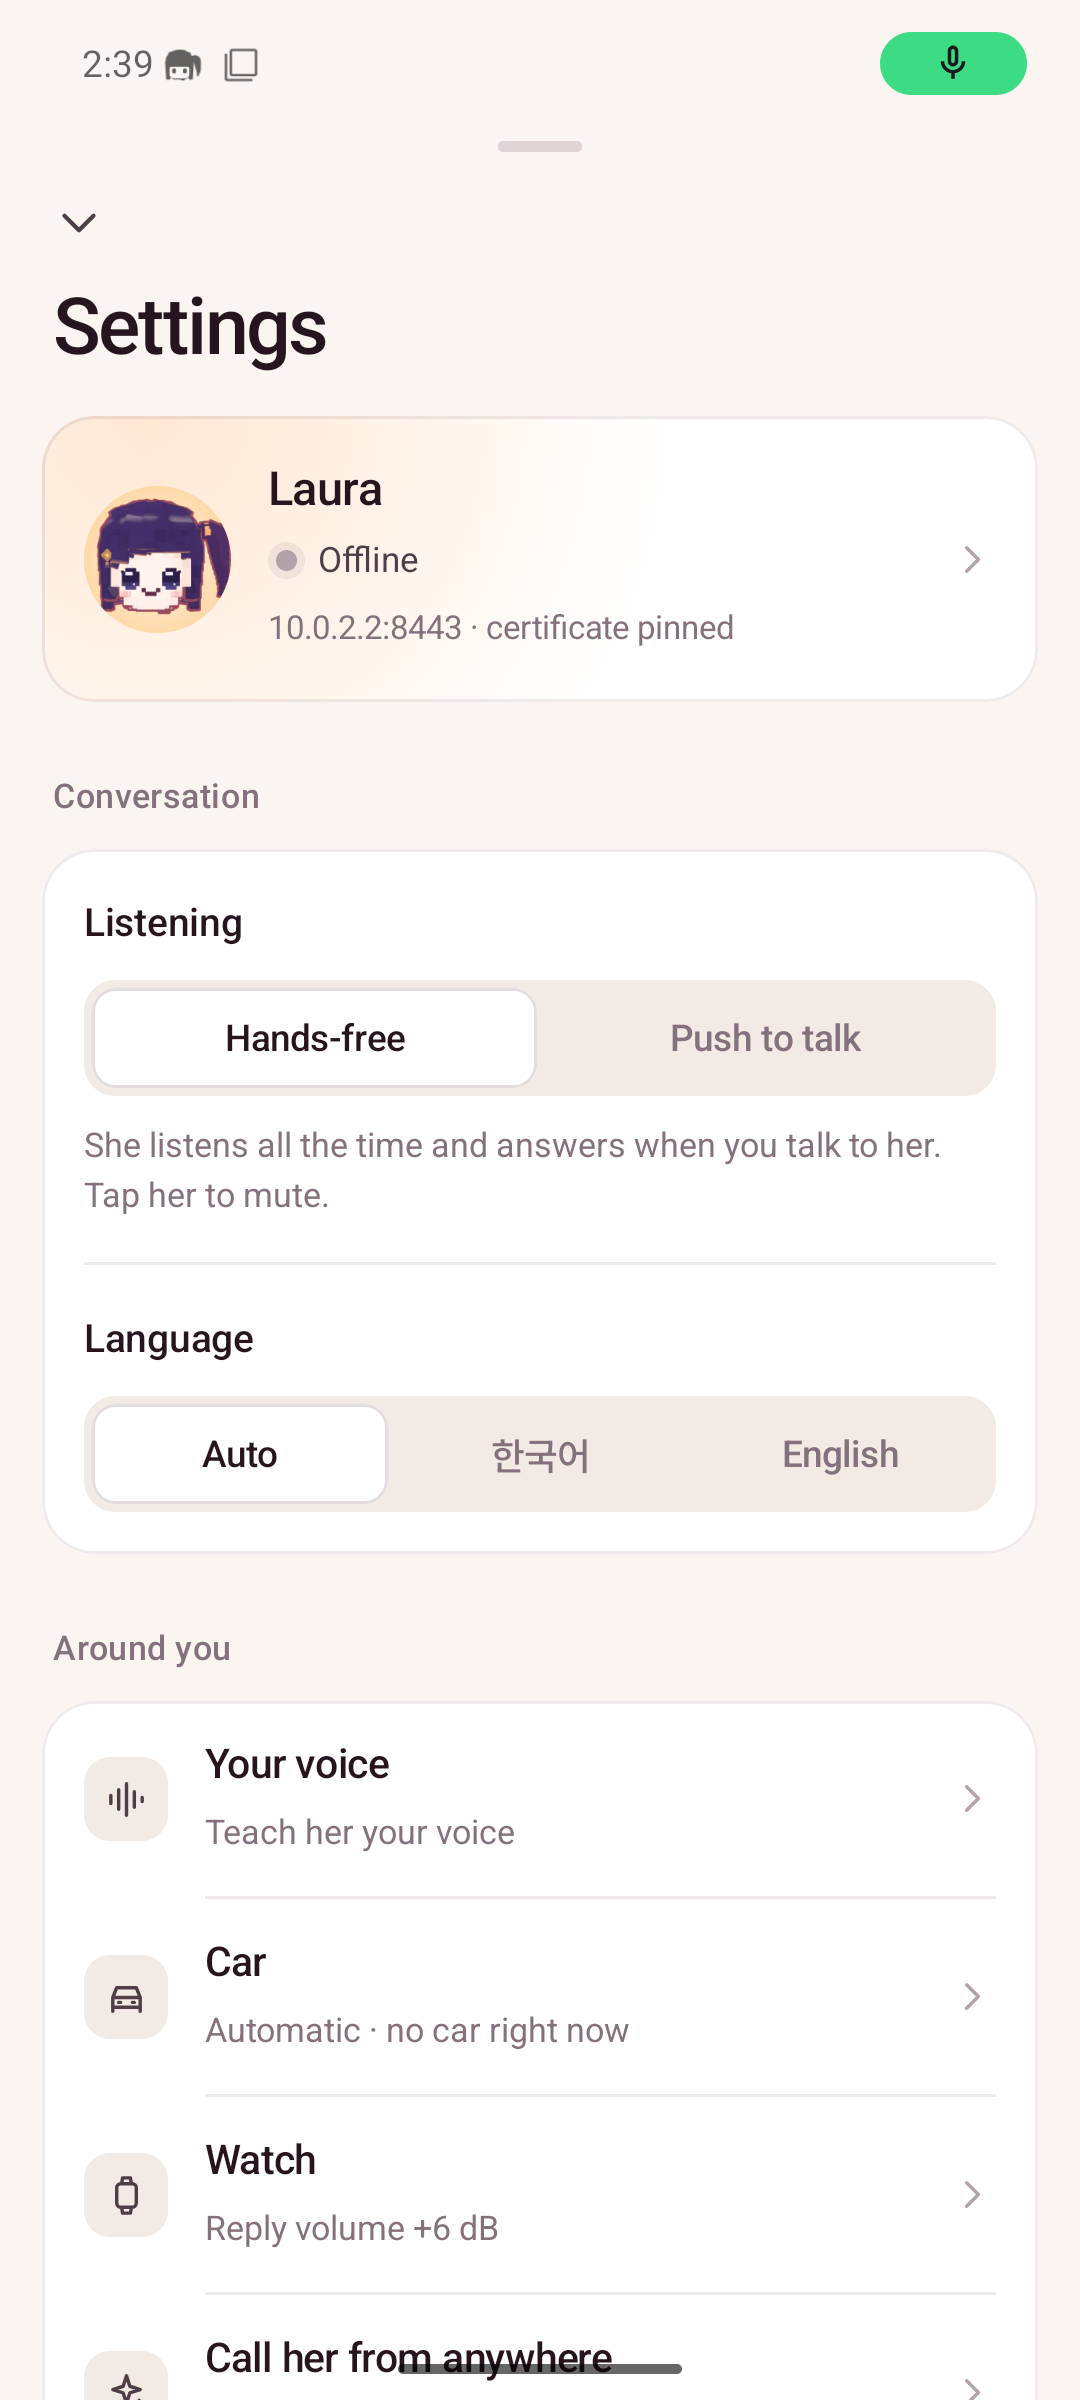 2:39
Settings
Laura
Offline
10.0.2.2:8443 · certificate pinned
Conversation
Listening
Hands-free
Push to talk
She listens all the time and answers when you talk to her.
Tap her to mute.
Language
Auto
한국어
English
Around you
Your voice
Teach her your voice
Car
Automatic · no car right now
Watch
Reply volume +6 dB
Call her from anywhere